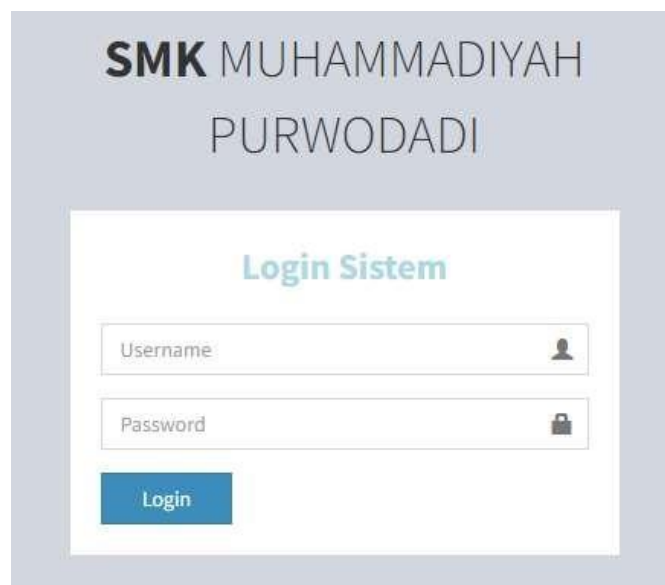 SMK MUHAMMADIYAH
PURWODADI
Login Sistem
Username
Password
Login